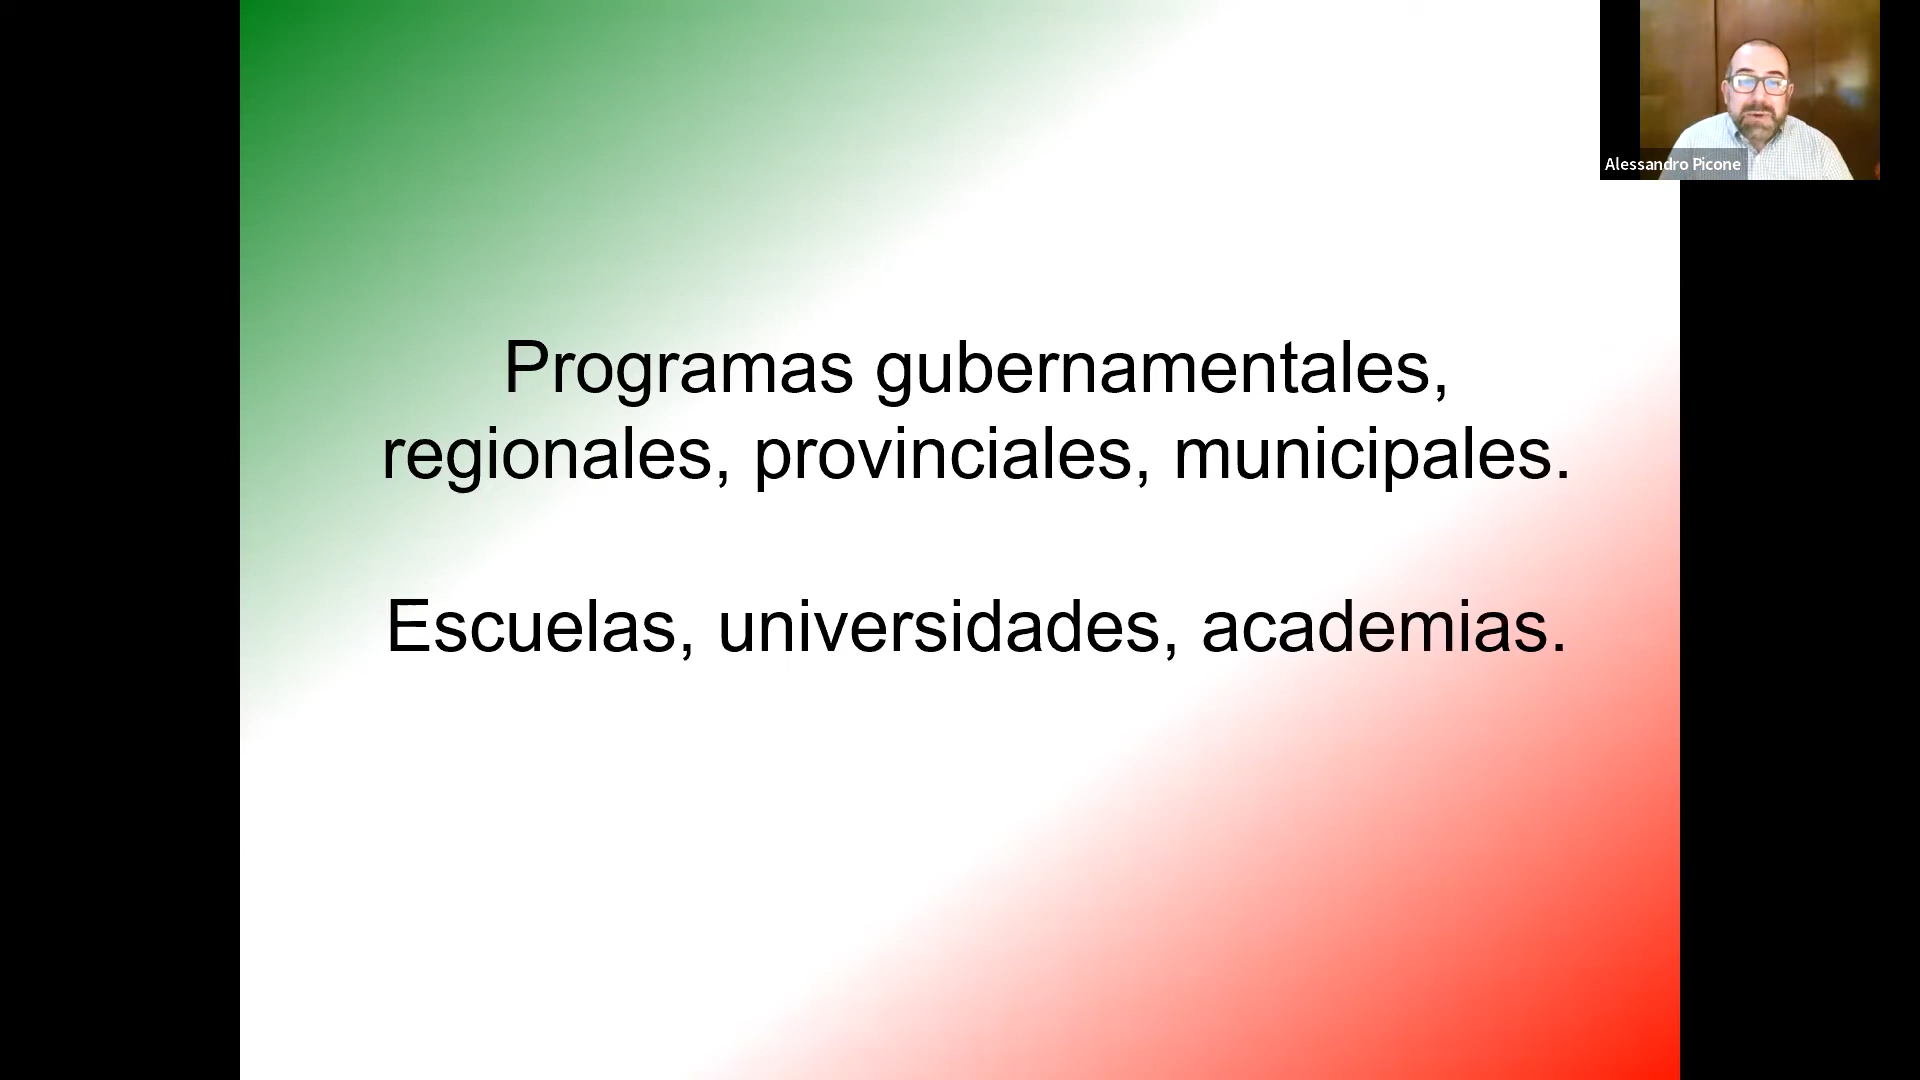 Programas gubernamentales,
regionales, provinciales, municipales.
Escuelas, universidades, academias.
Alessandro Picone